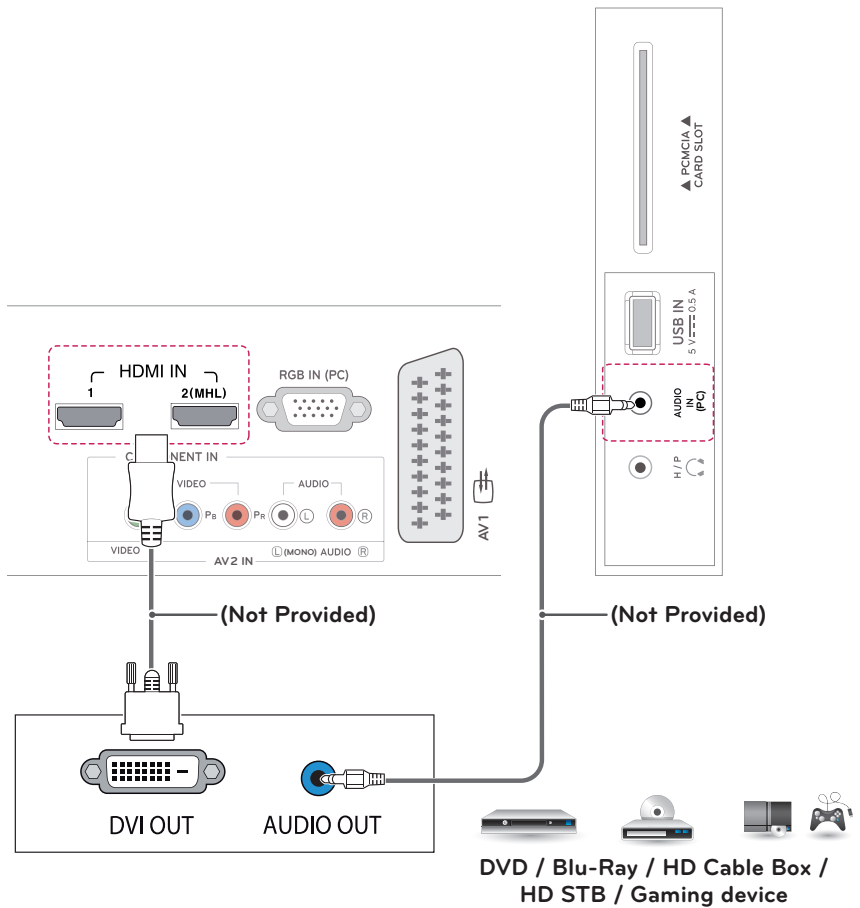 ▲ PCMCIA ▲
CARD SLOT
USB IN
5 V 0.5 A
AUDIO
IN
(PC)
H / P
HDMI IN
1
2(MHL)
RGB IN (PC)
C NENT IN
VIDEO
AUDIO
PB
PR
L
R
VIDEO
L (MONO) AUDIO R
AV2 IN
AV1
(Not Provided)
(Not Provided)
DVI OUT
AUDIO OUT
DVD / Blu-Ray / HD Cable Box /
HD STB / Gaming device